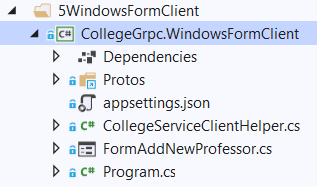 5WindowsFormClient
C# CollegeGrpc.WindowsFormClient
Dependencies
Protos
appsettings.json
C# CollegeServiceClientHelper.cs
FormAddNewProfessor.cs
C# Program.cs